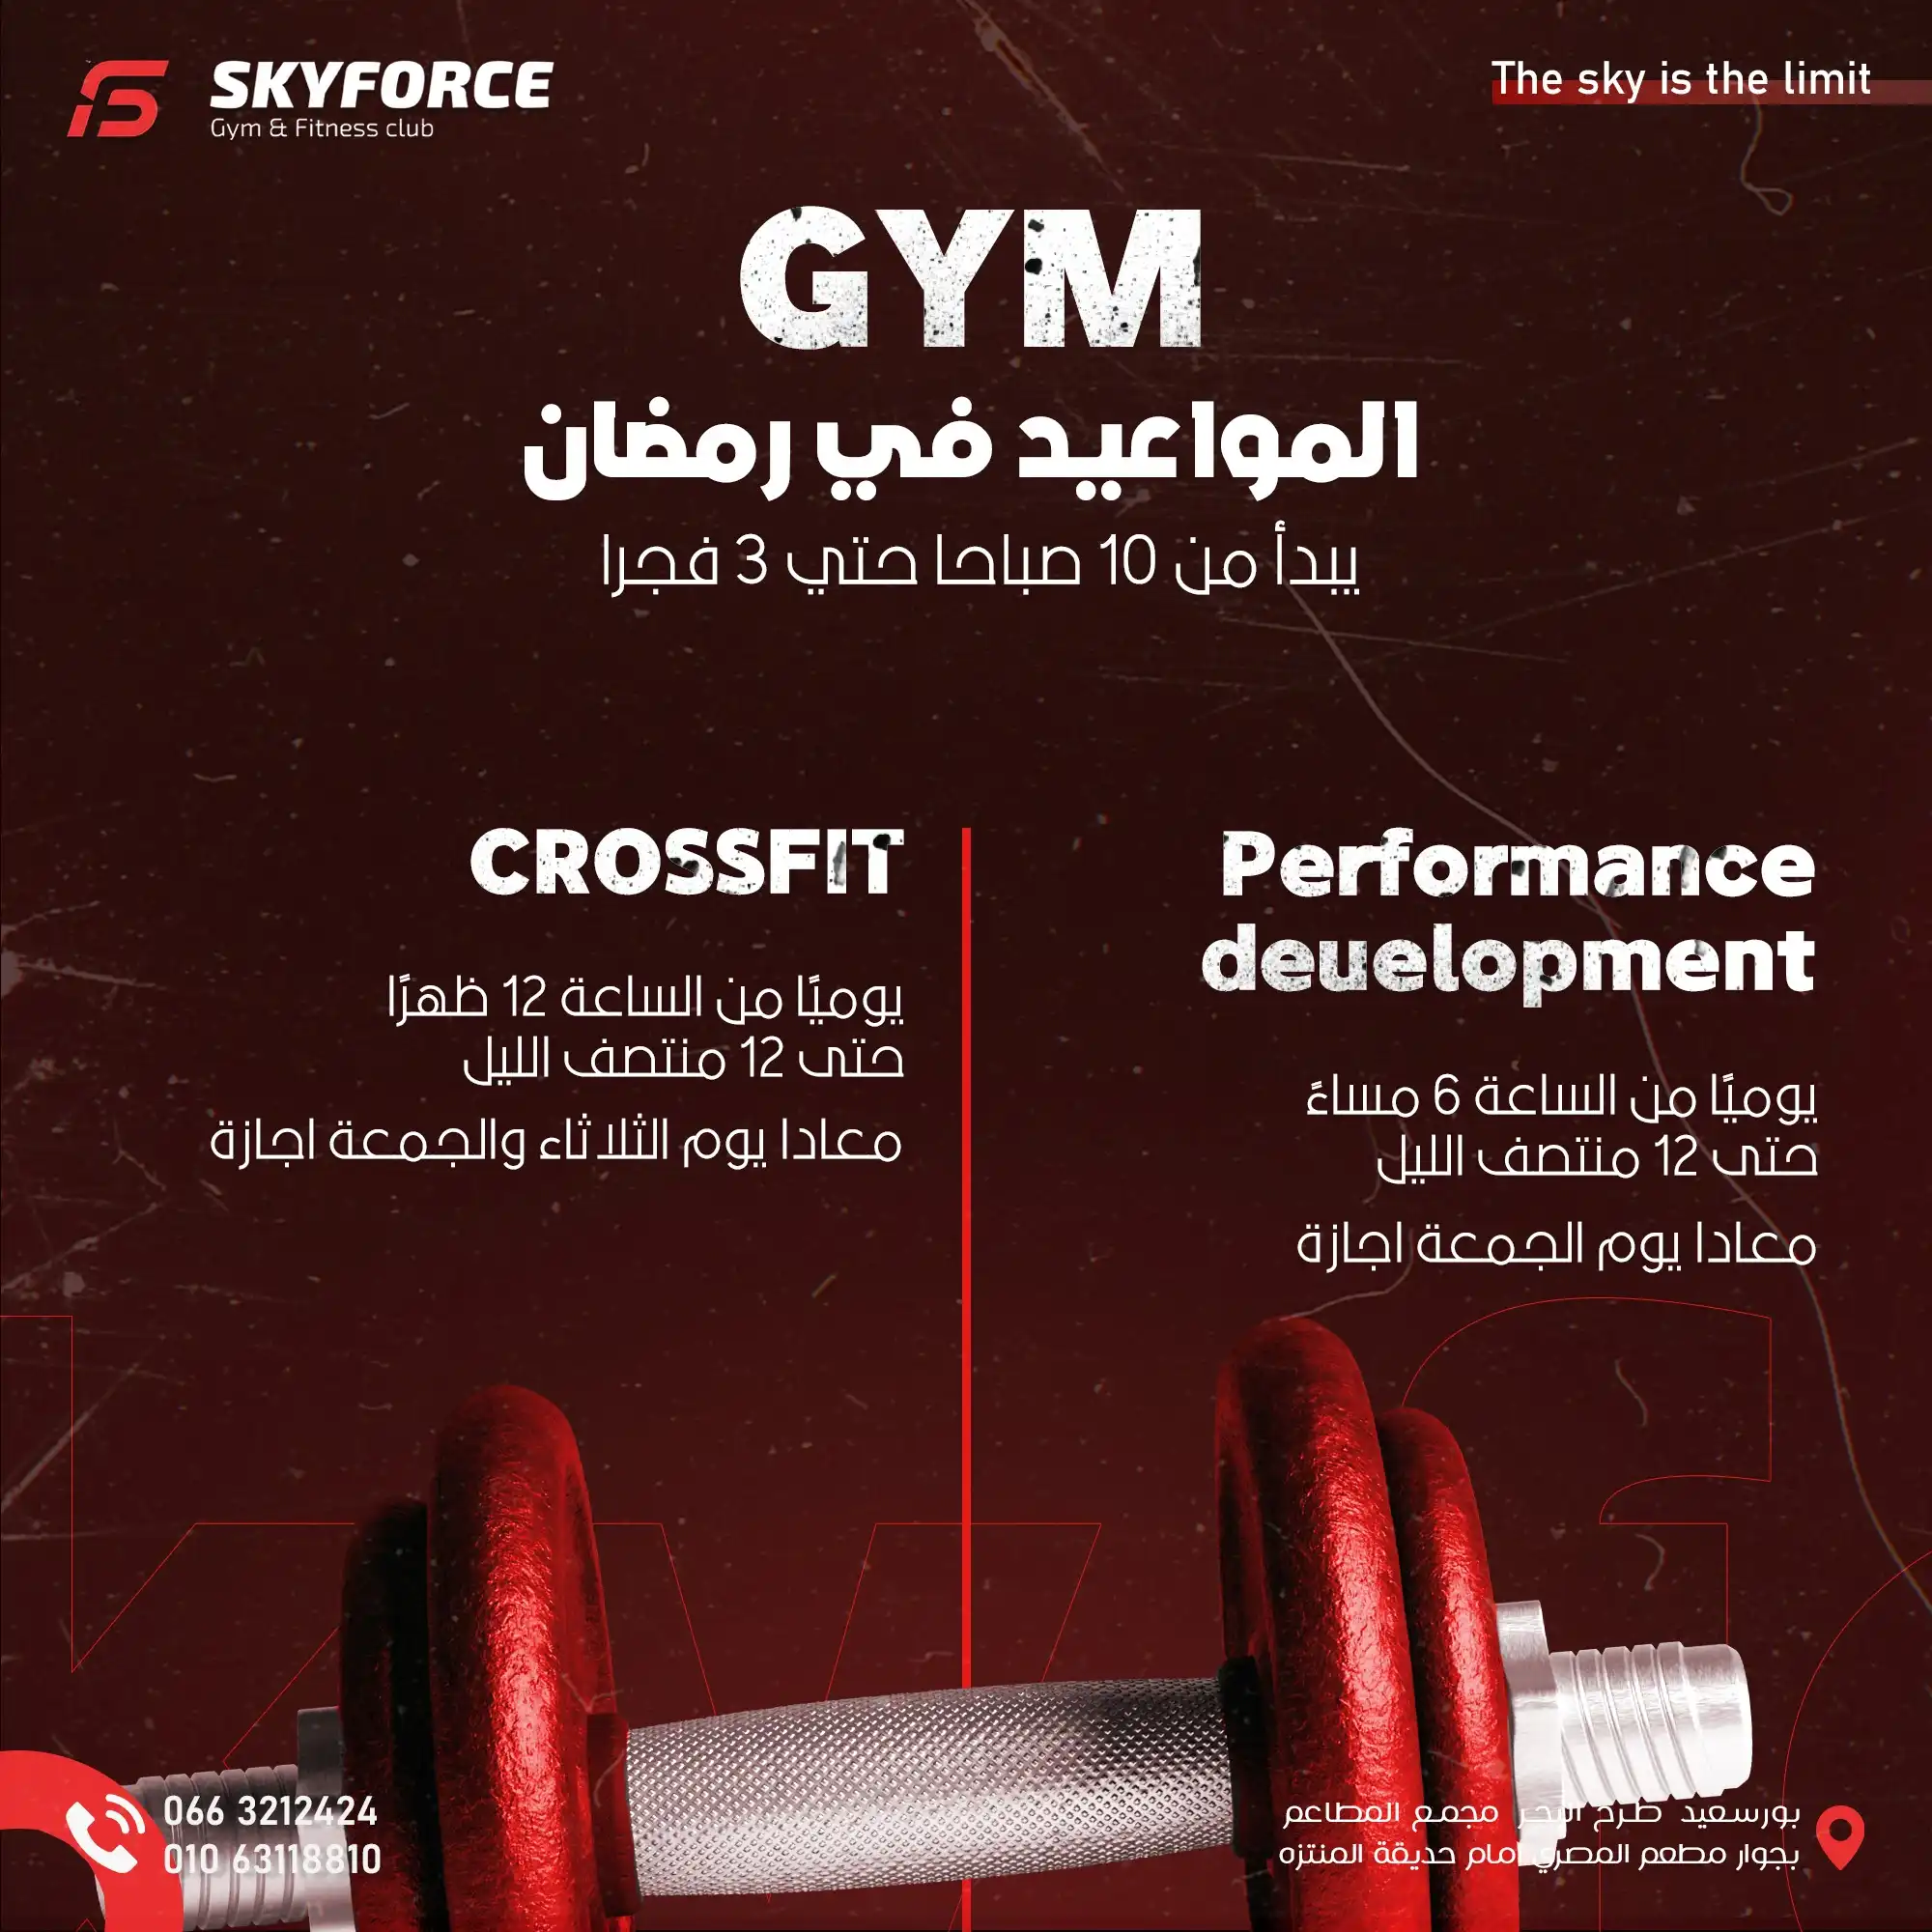 SKYFORCE
Gym & Fitness club
The sky is the limit
GYM
المواعيد في رمضان
يبدأ من 10 صباحا حتي 3 فجرا
Performance
development
يوميًا من الساعة 6 مساءً
حتى 12 منتصف الليل
معادا يوم الجمعة اجازة
CROSSFIT
يوميًا من الساعة 12 ظهرًا
حتى 12 منتصف الليل
معادا يوم الثلاثاء والجمعة اجازة
066 3212424
010 63118810
بورسعيد طرح البحر مجمع المطاعم
بجوار مطعم المصري امام حديقة المنتزه